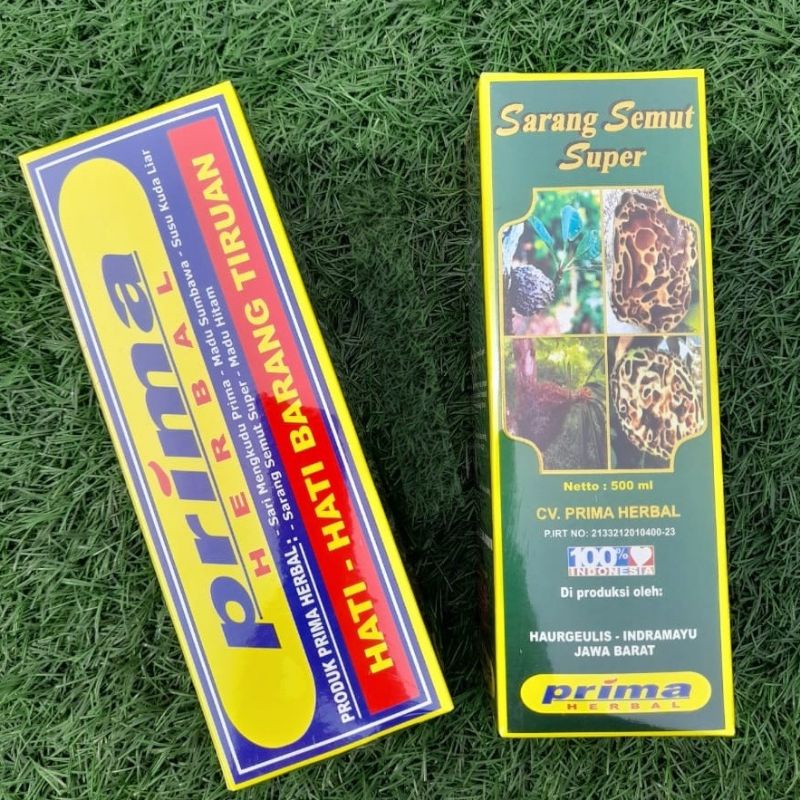 prima
HERBAL
PRODUK PRIMA HERBAL : - Sari Mengkudu Prima - Madu Sumbawa - Susu Kuda Liar
- Sarang Semut Super - Madu Hitam
HATI - HATI BARANG TIRUAN
Sarang Semut
Super
Netto : 500 ml
CV. PRIMA HERBAL
P.IRT NO: 2133212010400-23
100%
INDONESIA
Di produksi oleh:
HAURGEULIS - INDRAMAYU
JAWA BARAT
prima
HERBAL